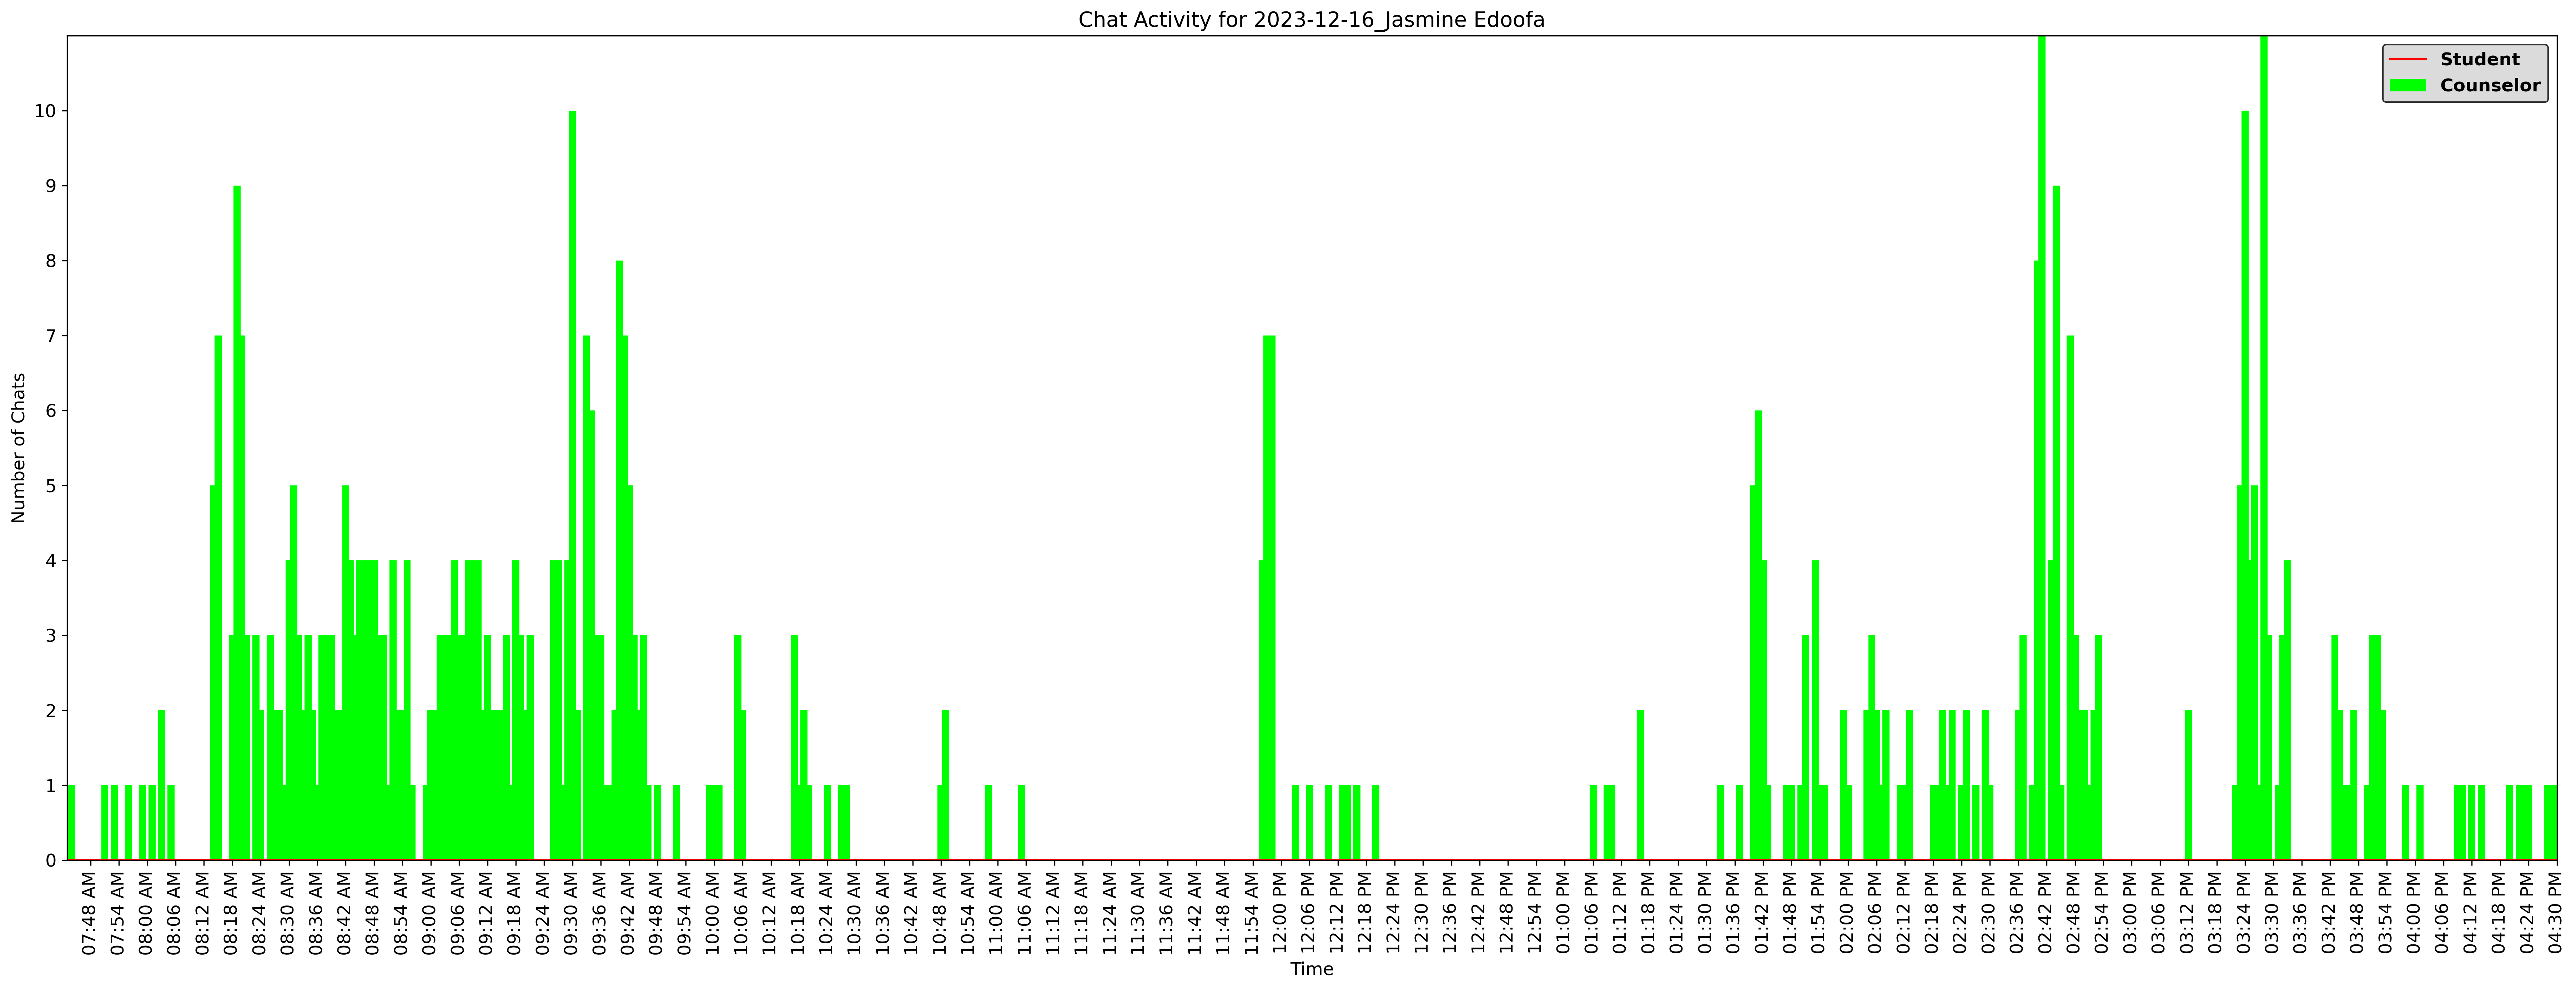 Chat Activity for 2023-12-16_Jasmine Edoofa
Student
Counselor
Number of Chats
10
9
8
7
6
5
4
3
2
1
0
07:48 AM
07:54 AM
08:00 AM
08:06 AM
08:12 AM
08:18 AM
08:24 AM
08:30 AM
08:36 AM
08:42 AM
08:48 AM
08:54 AM
09:00 AM
09:06 AM
09:12 AM
09:18 AM
09:24 AM
09:30 AM
09:36 AM
09:42 AM
09:48 AM
09:54 AM
10:00 AM
10:06 AM
10:12 AM
10:18 AM
10:24 AM
10:30 AM
10:36 AM
10:42 AM
10:48 AM
10:54 AM
11:00 AM
11:06 AM
11:12 AM
11:18 AM
11:24 AM
11:30 AM
11:36 AM
11:42 AM
11:48 AM
11:54 AM
12:00 PM
12:06 PM
12:12 PM
12:18 PM
12:24 PM
12:30 PM
12:36 PM
12:42 PM
12:48 PM
12:54 PM
01:00 PM
01:06 PM
01:12 PM
01:18 PM
01:24 PM
01:30 PM
01:36 PM
01:42 PM
01:48 PM
01:54 PM
02:00 PM
02:06 PM
02:12 PM
02:18 PM
02:24 PM
02:30 PM
02:36 PM
02:42 PM
02:48 PM
02:54 PM
03:00 PM
03:06 PM
03:12 PM
03:18 PM
03:24 PM
03:30 PM
03:36 PM
03:42 PM
03:48 PM
03:54 PM
04:00 PM
04:06 PM
04:12 PM
04:18 PM
04:24 PM
04:30 PM
Time